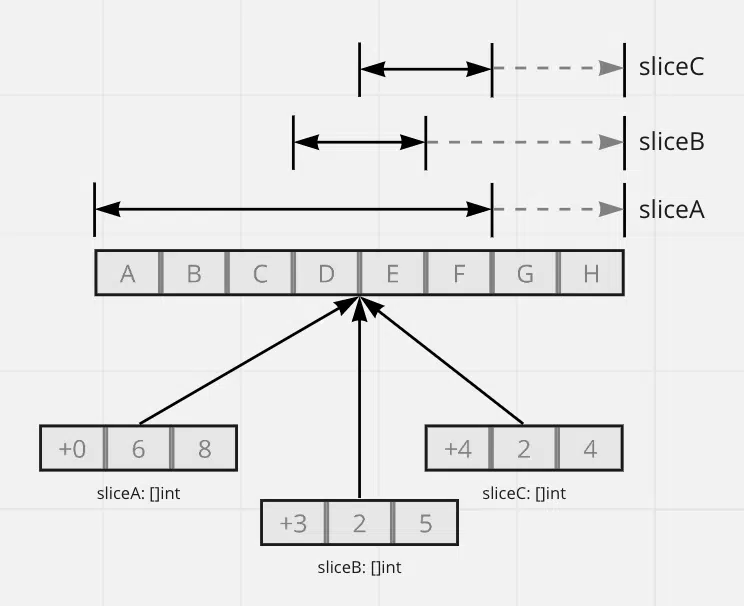 sliceC
sliceB
sliceA
A B C D E F G H
+0 6 8
+4 2 4
sliceA: []int
sliceC: []int
+3 2 5
sliceB: []int